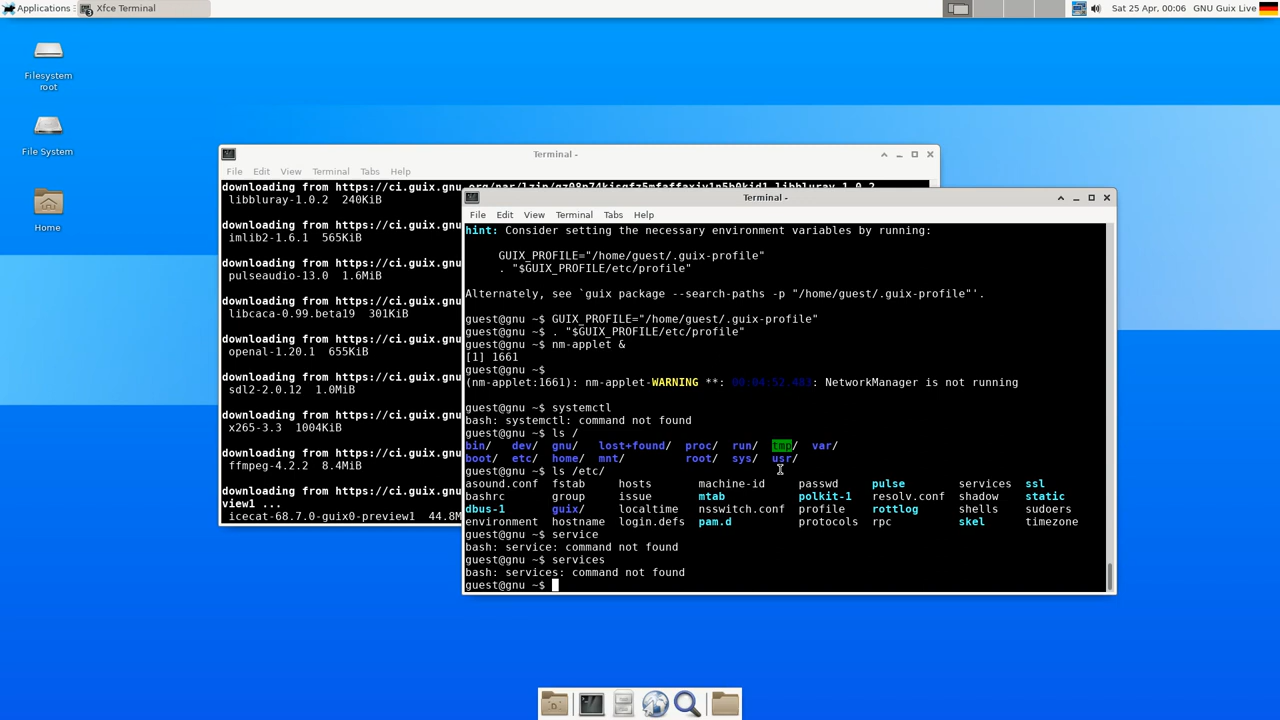 Applications
Xfce Terminal
Sat 25 Apr, 00:06
GNU Guix Live
Filesystem
root
File System
Home
Terminal -
File Edit View Terminal Tabs Help
downloading from https://ci.guix.gnu.org/nar/lzip/
libbluray-1.0.2 240KiB
downloading from https://ci.guix.gnu
imlib2-1.6.1 565KiB
downloading from https://ci.guix.gnu
pulseaudio-13.0 1.6MiB
downloading from https://ci.guix.gnu
libcaca-0.99.beta19 301KiB
downloading from https://ci.guix.gnu
openal-1.20.1 655KiB
downloading from https://ci.guix.gnu
sdl2-2.0.12 1.0MiB
downloading from https://ci.guix.gnu
x265-3.3 1004KiB
downloading from https://ci.guix.gnu
ffmpeg-4.2.2 8.4MiB
downloading from https://ci.guix.gnu
view1 ...
icecat-68.7.0-guix0-preview1 44.8M
Terminal -
File Edit View Terminal Tabs Help
hint: Consider setting the necessary environment variables by running:
GUIX_PROFILE="/home/guest/.guix-profile"
. "$GUIX_PROFILE/etc/profile"
Alternately, see `guix package --search-paths -p "/home/guest/.guix-profile"'.
guest@gnu ~$ GUIX_PROFILE="/home/guest/.guix-profile"
guest@gnu ~$ . "$GUIX_PROFILE/etc/profile"
guest@gnu ~$ nm-applet &
[1] 1661
guest@gnu ~$
(nm-applet:1661): nm-applet-WARNING **: 00:04:52.483: NetworkManager is not running
guest@gnu ~$ systemctl
bash: systemctl: command not found
guest@gnu ~$ ls /
bin/ dev/ gnu/ lost+found/ proc/ run/ tmp/ var/
boot/ etc/ home/ mnt/ root/ sys/ usr/
guest@gnu ~$ ls /etc/
asound.conf fstab hosts machine-id passwd pulse services ssl
bashrc group issue mtab polkit-1 resolv.conf shadow static
dbus-1 guix/ localtime nsswitch.conf profile rottlog shells sudoers
environment hostname login.defs pam.d protocols rpc skel timezone
guest@gnu ~$ service
bash: service: command not found
guest@gnu ~$ services
bash: services: command not found
guest@gnu ~$